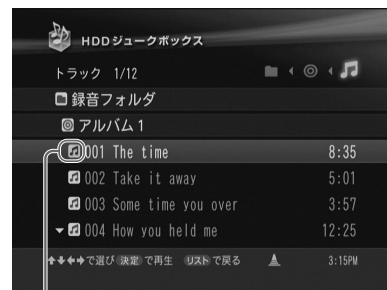 HDDジュークボックス
トラック 1/12
録音フォルダ
アルバム1
001 The time 8:35
002 Take it away 5:01
003 Some time you over 3:57
004 How you held me 12:25
で選び 決定 で再生 リスト で戻る 3:15PM